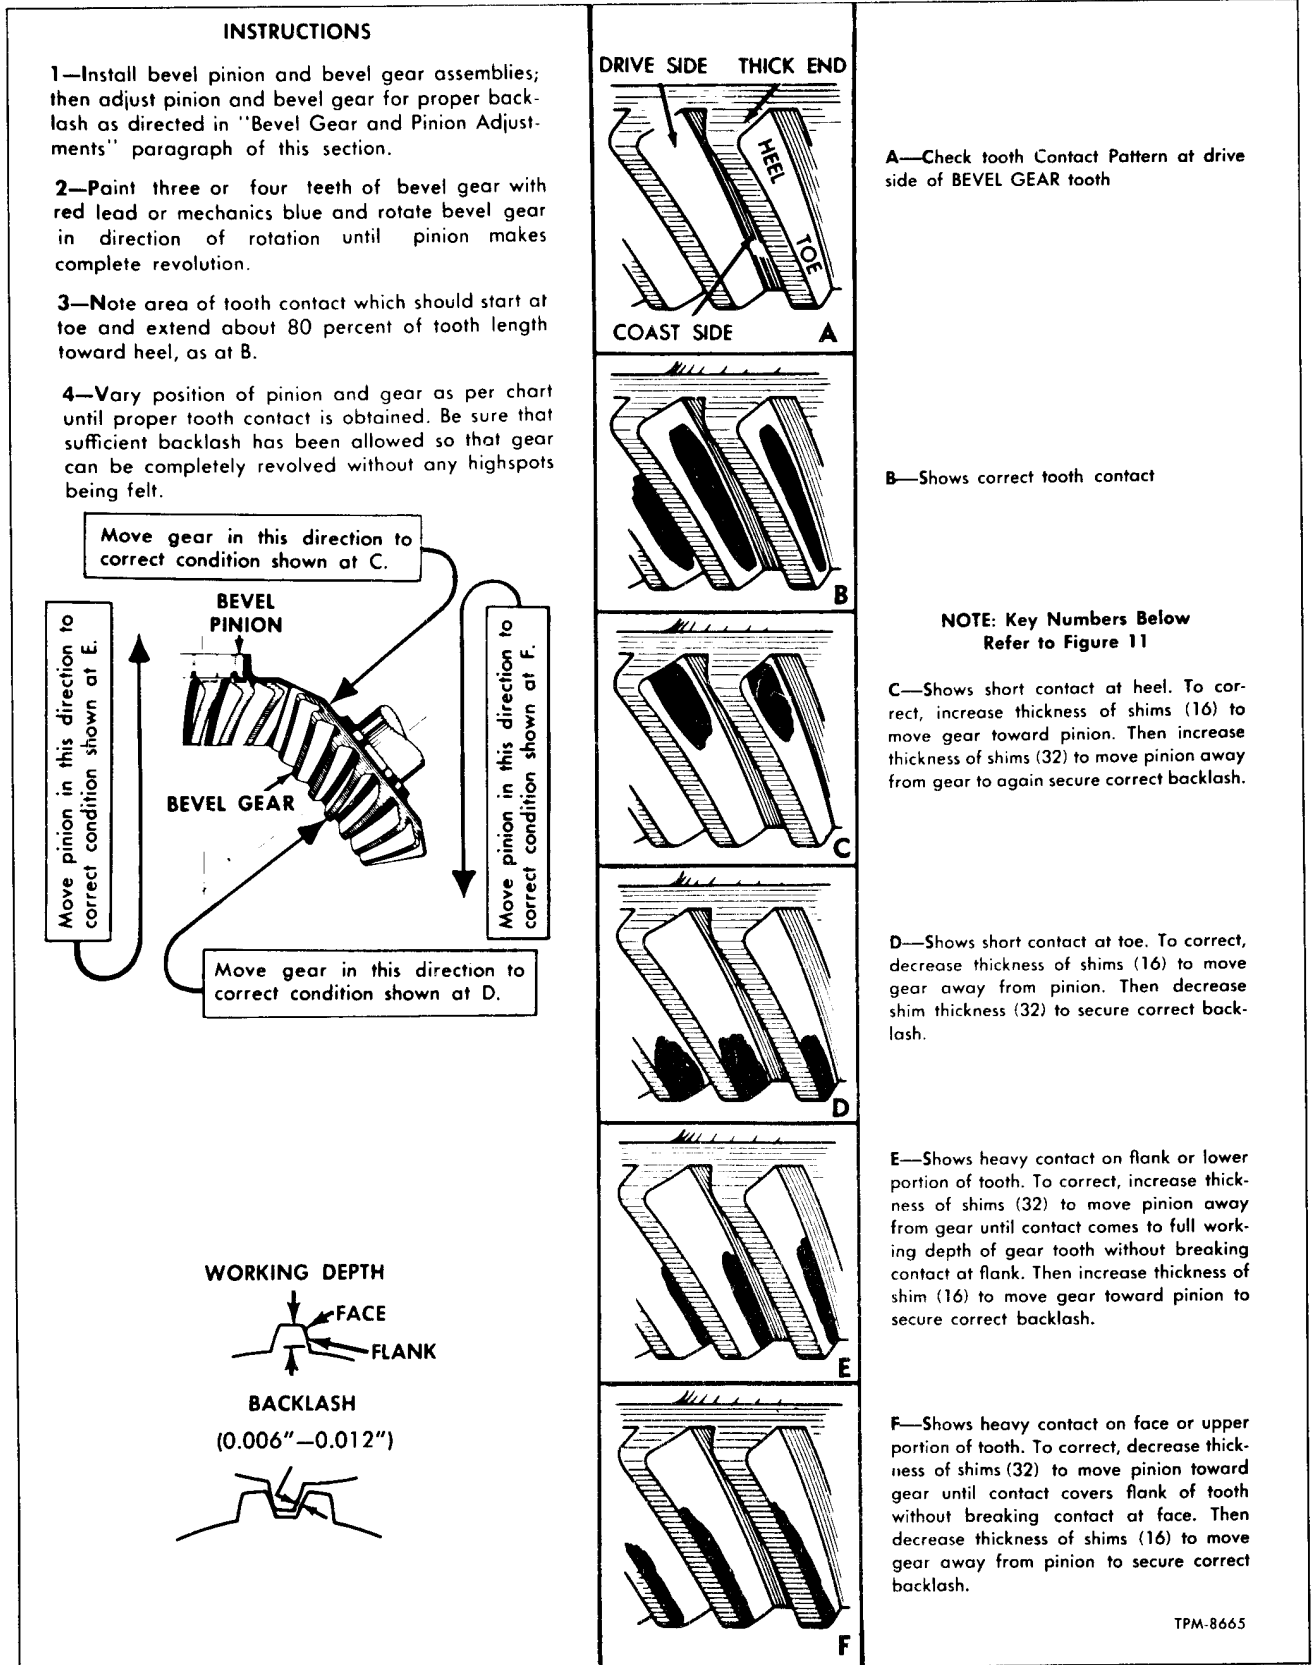 INSTRUCTIONS
1—Install bevel pinion and bevel gear assemblies;
then adjust pinion and bevel gear for proper back-
lash as directed in "Bevel Gear and Pinion Adjust-
ments" paragraph of this section.
2—Paint three or four teeth of bevel gear with
red lead or mechanics blue and rotate bevel gear
in direction of rotation until pinion makes
complete revolution.
3—Note area of tooth contact which should start at
toe and extend about 80 percent of tooth length
toward heel, as at B.
4—Vary position of pinion and gear as per chart
until proper tooth contact is obtained. Be sure that
sufficient backlash has been allowed so that gear
can be completely revolved without any highspots
being felt.
Move gear in this direction to
correct condition shown at C.
BEVEL
PINION
Move pinion in this direction to
correct condition shown at E.
Move pinion in this direction to
correct condition shown at F.
BEVEL GEAR
Move gear in this direction to
correct condition shown at D.
WORKING DEPTH
FACE
FLANK
BACKLASH
(0.006"—0.012")
DRIVE SIDE THICK END
HEEL
TOE
COAST SIDE
A
B
C
D
E
F
A—Check tooth Contact Pattern at drive
side of BEVEL GEAR tooth
B—Shows correct tooth contact
NOTE: Key Numbers Below
Refer to Figure 11
C—Shows short contact at heel. To cor-
rect, increase thickness of shims (16) to
move gear toward pinion. Then increase
thickness of shims (32) to move pinion away
from gear to again secure correct backlash.
D—Shows short contact at toe. To correct,
decrease thickness of shims (16) to move
gear away from pinion. Then decrease
shim thickness (32) to secure correct back-
lash.
E—Shows heavy contact on flank or lower
portion of tooth. To correct, increase thick-
ness of shims (32) to move pinion away
from gear until contact comes to full work-
ing depth of gear tooth without breaking
contact at flank. Then increase thickness of
shim (16) to move gear toward pinion to
secure correct backlash.
F—Shows heavy contact on face or upper
portion of tooth. To correct, decrease thick-
ness of shims (32) to move pinion toward
gear until contact covers flank of tooth
without breaking contact at face. Then
decrease thickness of shims (16) to move
gear away from pinion to secure correct
backlash.
TPM-8665